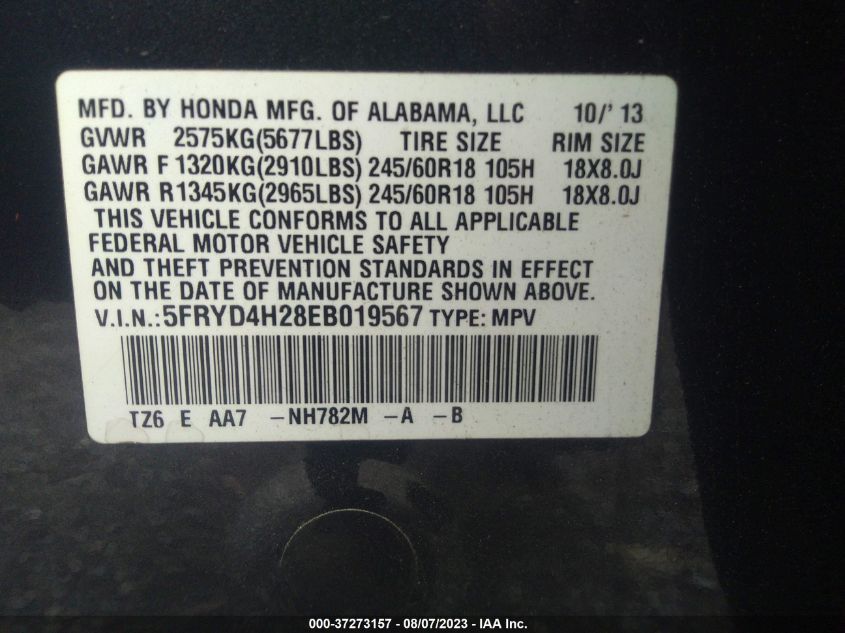 MFD. BY HONDA MFG. OF ALABAMA, LLC 10/' 13
GVWR 2575KG(5677LBS) TIRE SIZE RIM SIZE
GAWR F 1320KG(2910LBS) 245/60R18 105H 18X8.0J
GAWR R 1345KG(2965LBS) 245/60R18 105H 18X8.0J
THIS VEHICLE CONFORMS TO ALL APPLICABLE
FEDERAL MOTOR VEHICLE SAFETY
AND THEFT PREVENTION STANDARDS IN EFFECT
ON THE DATE OF MANUFACTURE SHOWN ABOVE.
V.I.N.:5FRYD4H28EB019567 TYPE: MPV
TZ6 E AA7 -NH782M -A -B
000-37273157 - 08/07/2023 - IAA Inc.